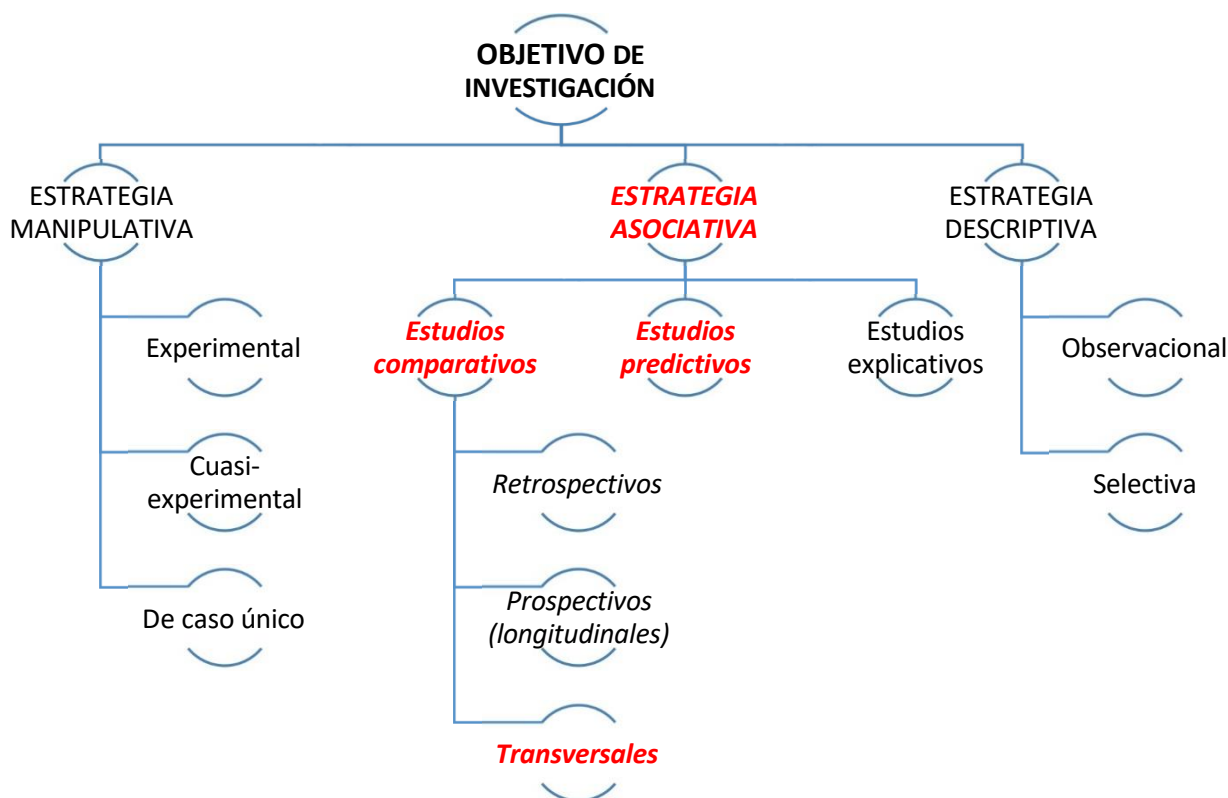 OBJETIVO DE
INVESTIGACIÓN
ESTRATEGIA
MANIPULATIVA
ESTRATEGIA
ASOCIATIVA
ESTRATEGIA
DESCRIPTIVA
Experimental
Cuasi-
experimental
De caso único
Estudios
comparativos
Estudios
predictivos
Estudios
explicativos
Retrospectivos
Prospectivos
(longitudinales)
Transversales
Observacional
Selectiva